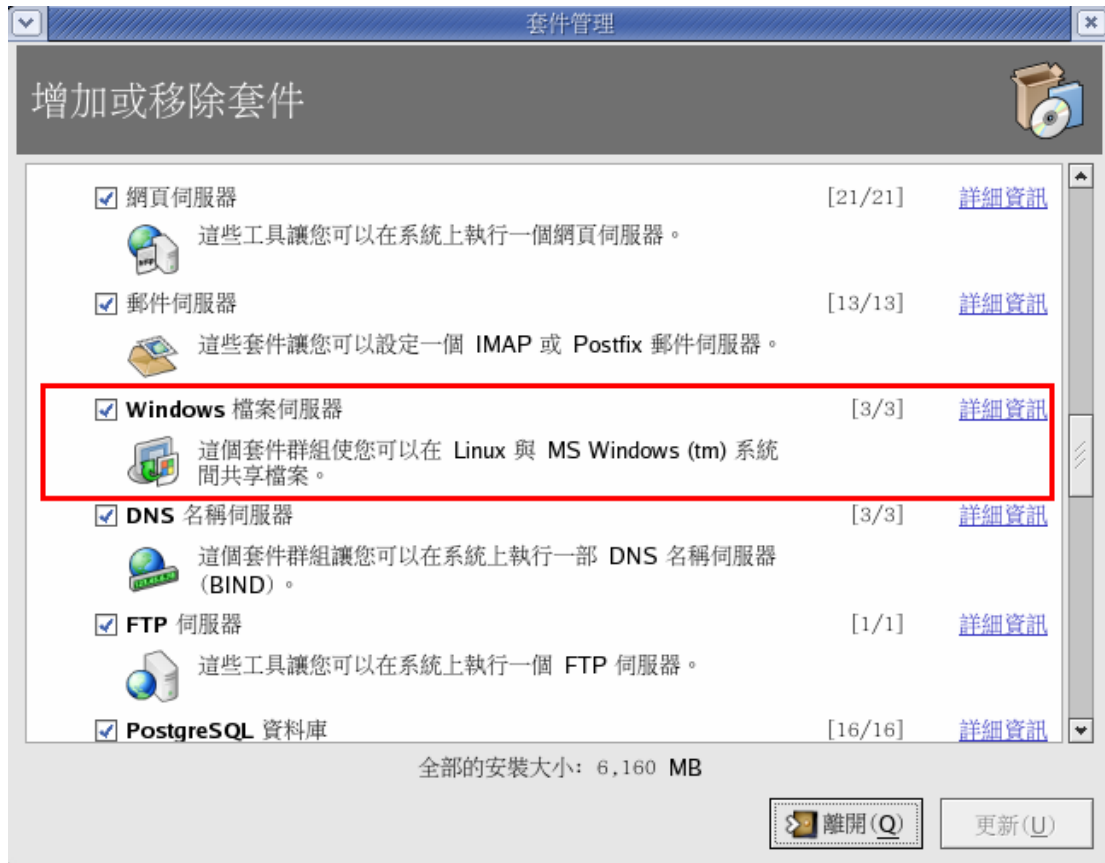 套件管理
增加或移除套件
網頁伺服器 [21/21] 詳細資訊
這些工具讓您可以在系統上執行一個網頁伺服器。
郵件伺服器 [13/13] 詳細資訊
這些套件讓您可以設定一個 IMAP 或 Postfix 郵件伺服器。
Windows 檔案伺服器 [3/3] 詳細資訊
這個套件群組使您可以在 Linux 與 MS Windows (tm) 系統
間共享檔案。
DNS 名稱伺服器 [3/3] 詳細資訊
這個套件群組讓您可以在系統上執行一部 DNS 名稱伺服器
(BIND)。
FTP 伺服器 [1/1] 詳細資訊
這些工具讓您可以在系統上執行一個 FTP 伺服器。
PostgreSQL 資料庫 [16/16] 詳細資訊
全部的安裝大小: 6,160 MB
離開(Q) 更新(U)